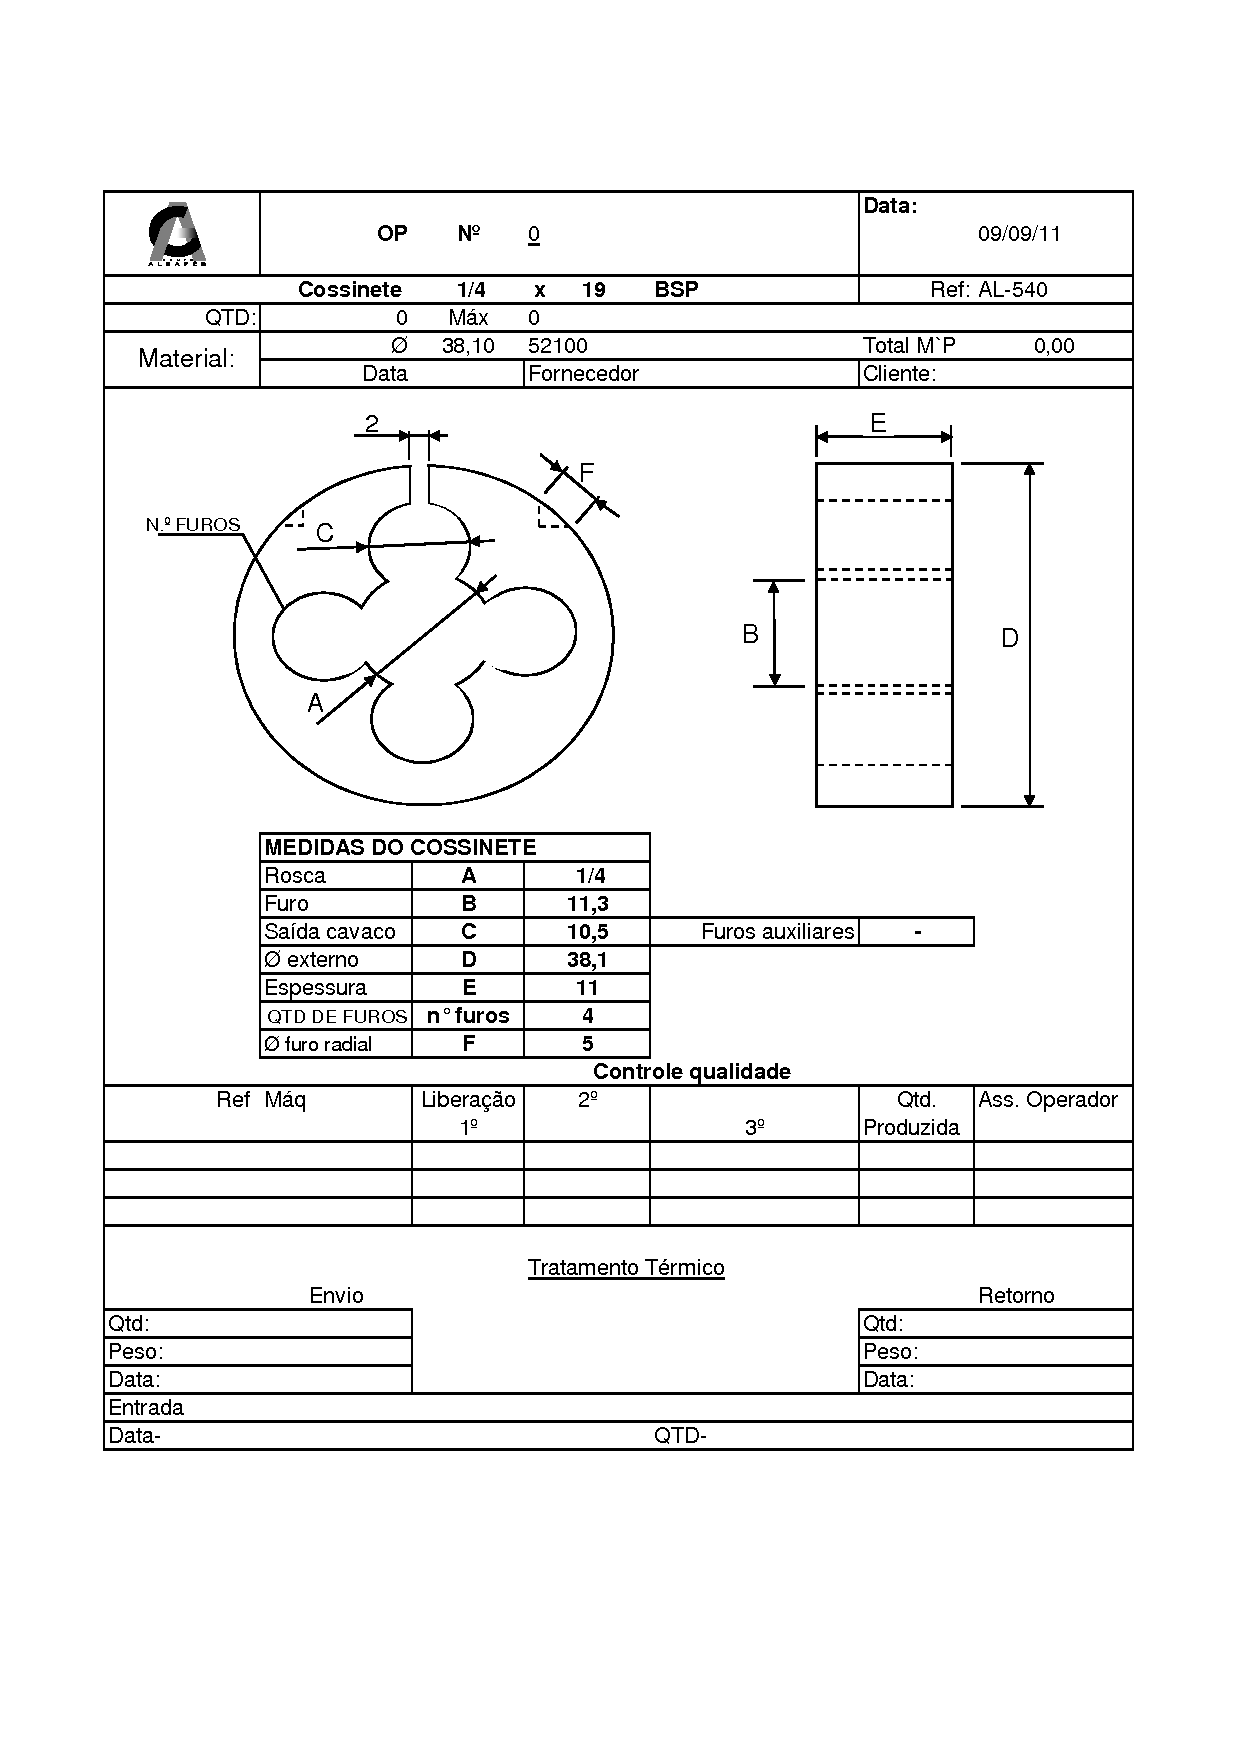 Data:
OP Nº 0 09/09/11
ALBAFER
Cossinete 1/4 x 19 BSP Ref: AL-540
QTD: 0 Máx 0
Material: Ø 38,10 52100 Total M`P 0,00
Data Fornecedor Cliente:
2
E
F
N.º FUROS
C
B
D
A
MEDIDAS DO COSSINETE
Rosca A 1/4
Furo B 11,3
Saída cavaco C 10,5 Furos auxiliares -
Ø externo D 38,1
Espessura E 11
QTD DE FUROS n° furos 4
Ø furo radial F 5
Controle qualidade
Ref Máq Liberação 2º Qtd. Ass. Operador
1º 3º Produzida
Tratamento Térmico
Envio Retorno
Qtd: Qtd:
Peso: Peso:
Data: Data:
Entrada
Data- QTD-